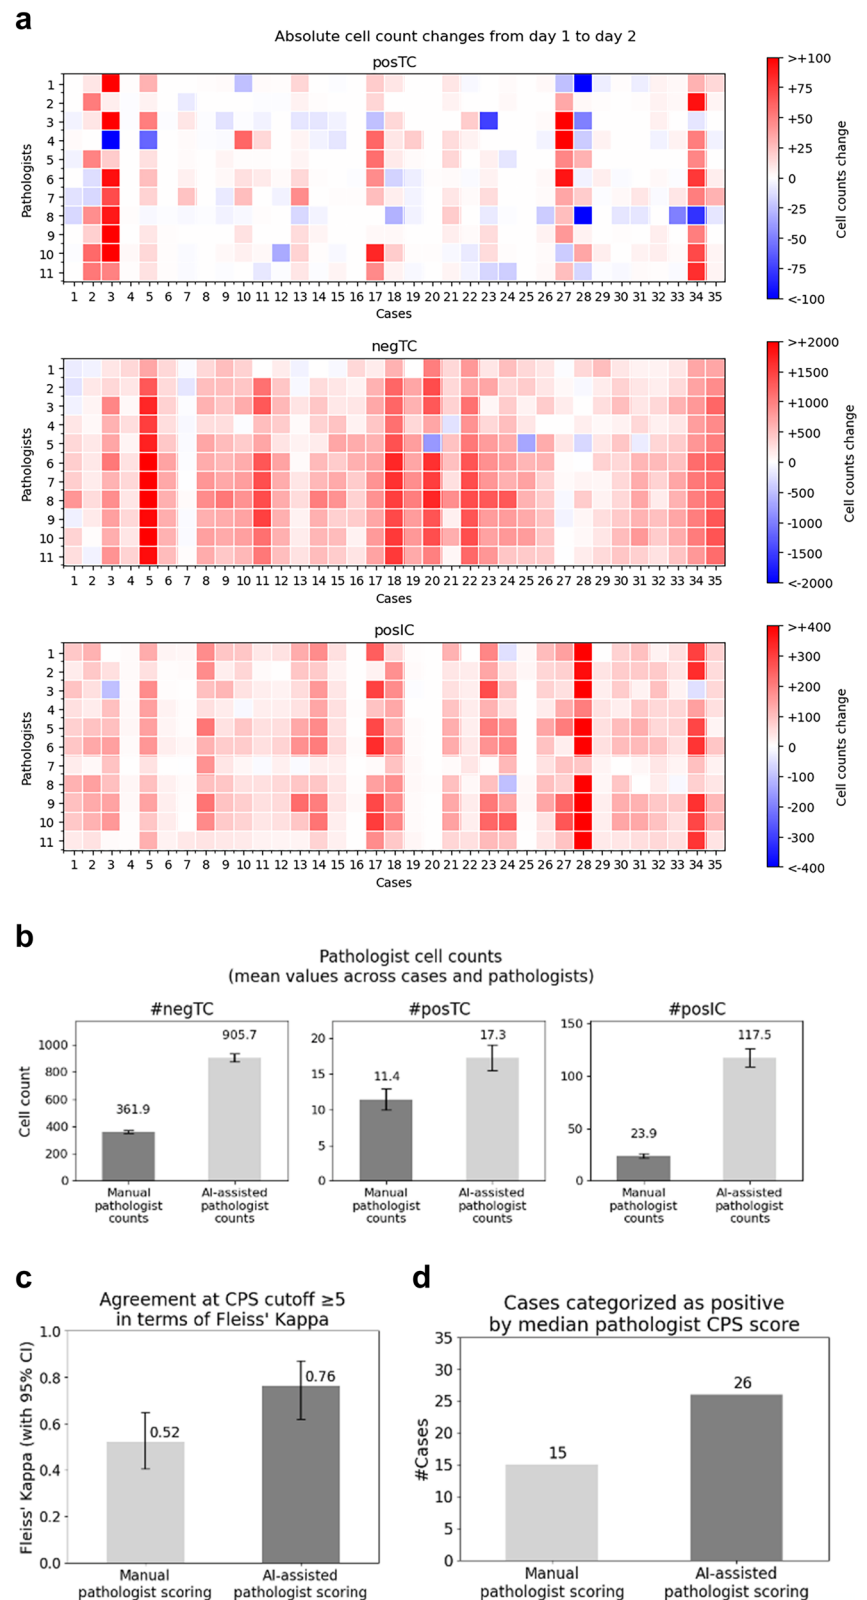 a
Absolute cell count changes from day 1 to day 2
posTC
Pathologists
1
2
3
4
5
6
7
8
9
10
11
1 2 3 4 5 6 7 8 9 10 11 12 13 14 15 16 17 18 19 20 21 22 23 24 25 26 27 28 29 30 31 32 33 34 35
Cases
>+100
+75
+50
+25
0
-25
-50
-75
<-100
Cell counts change
negTC
Pathologists
1
2
3
4
5
6
7
8
9
10
11
1 2 3 4 5 6 7 8 9 10 11 12 13 14 15 16 17 18 19 20 21 22 23 24 25 26 27 28 29 30 31 32 33 34 35
Cases
>+2000
+1500
+1000
+500
0
-500
-1000
-1500
<-2000
Cell counts change
posIC
Pathologists
1
2
3
4
5
6
7
8
9
10
11
1 2 3 4 5 6 7 8 9 10 11 12 13 14 15 16 17 18 19 20 21 22 23 24 25 26 27 28 29 30 31 32 33 34 35
Cases
>+400
+300
+200
+100
0
-100
-200
-300
<-400
Cell counts change
b
Pathologist cell counts
(mean values across cases and pathologists)
#negTC
Cell count
1000
800
600
400
200
0
361.9
905.7
Manual
pathologist
counts
AI-assisted
pathologist
counts
#posTC
20
15
10
5
0
11.4
17.3
Manual
pathologist
counts
AI-assisted
pathologist
counts
#posIC
150
100
50
0
23.9
117.5
Manual
pathologist
counts
AI-assisted
pathologist
counts
c
Agreement at CPS cutoff ≥5
in terms of Fleiss' Kappa
Fleiss' Kappa (with 95% CI)
1.0
0.8
0.6
0.4
0.2
0.0
0.52
0.76
Manual
pathologist scoring
AI-assisted
pathologist scoring
d
Cases categorized as positive
by median pathologist CPS score
#Cases
35
30
25
20
15
10
5
0
15
26
Manual
pathologist scoring
AI-assisted
pathologist scoring